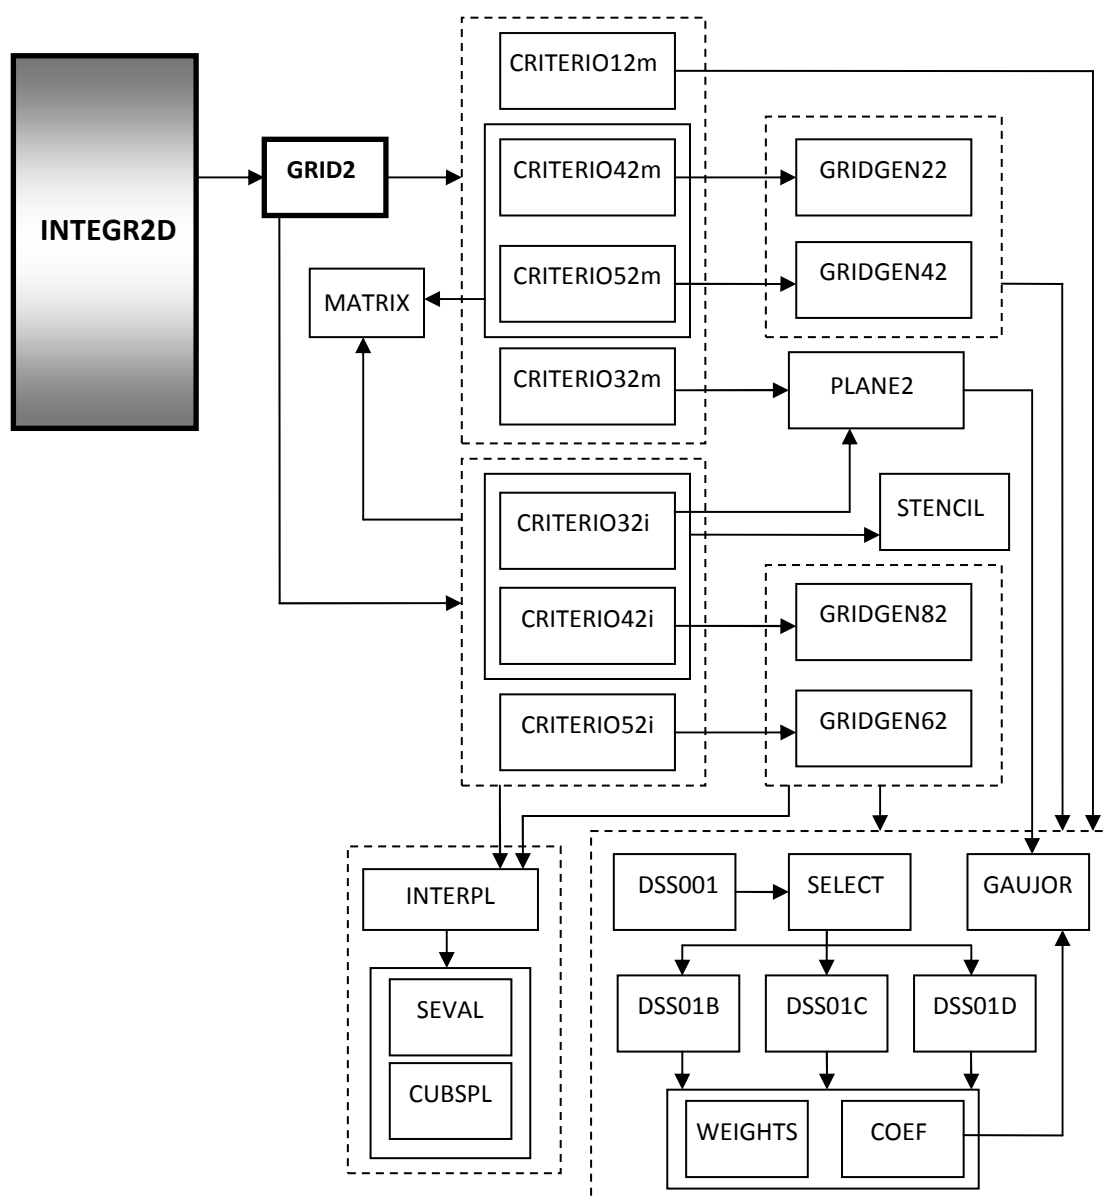 CRITERIO12m
CRITERIO42m
GRIDGEN22
GRID2
INTEGR2D
CRITERIO52m
GRIDGEN42
MATRIX
CRITERIO32m
PLANE2
CRITERIO32i
STENCIL
CRITERIO42i
GRIDGEN82
CRITERIO52i
GRIDGEN62
INTERPL
DSS001
SELECT
GAUJOR
SEVAL
DSS01B
DSS01C
DSS01D
CUBSPL
WEIGHTS
COEF